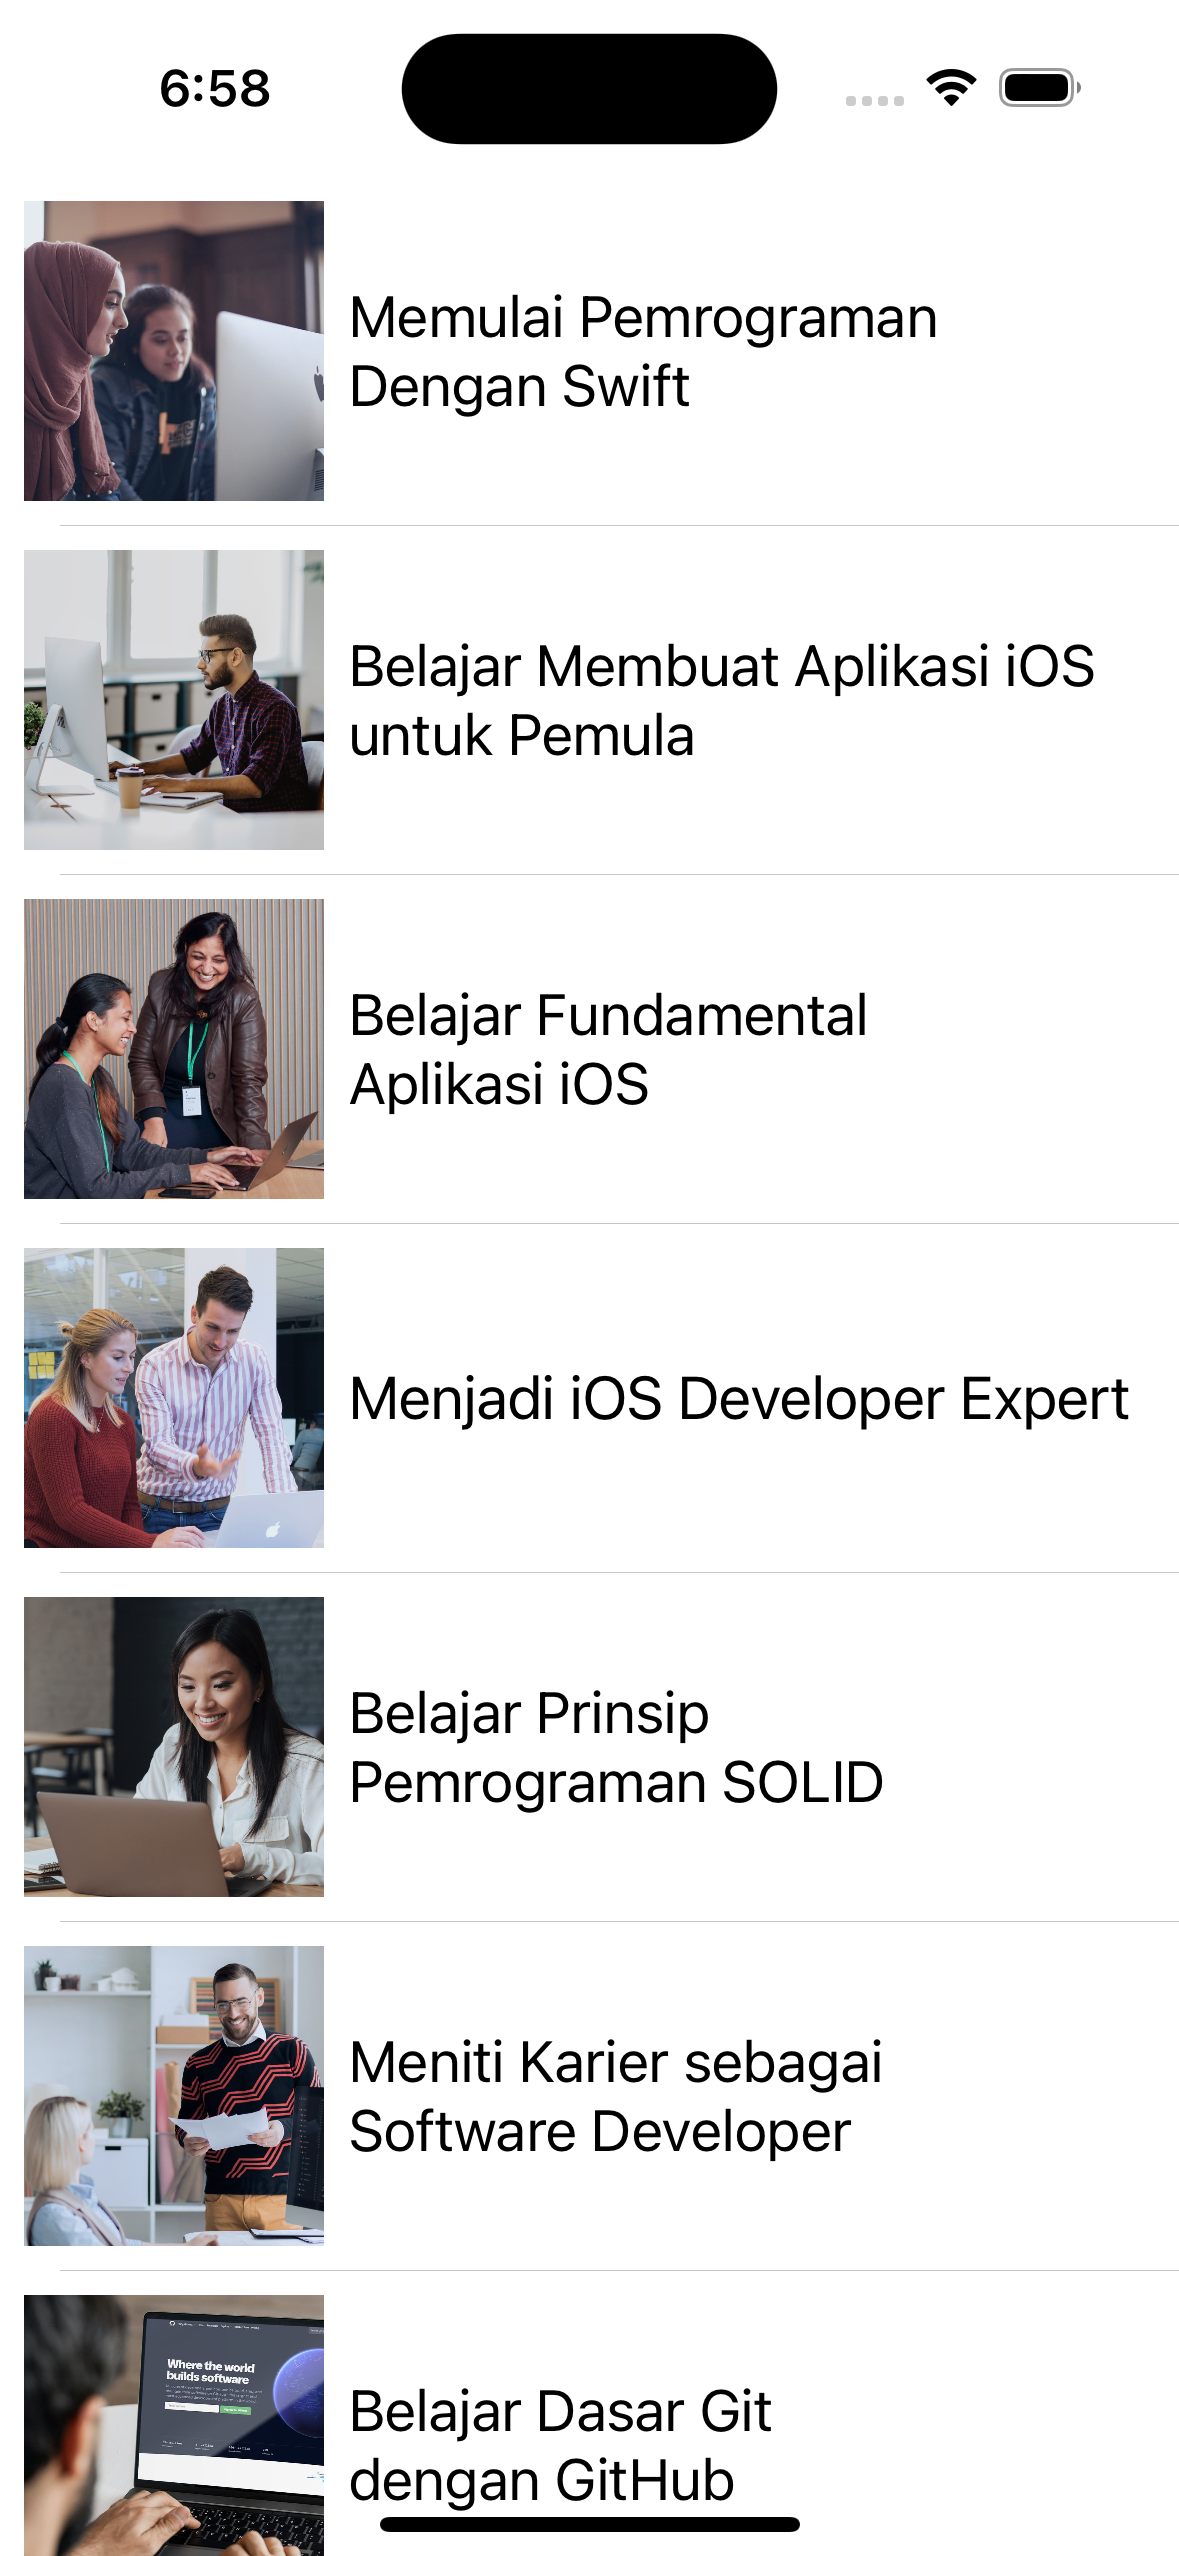 6:58
Memulai Pemrograman
Dengan Swift
Belajar Membuat Aplikasi iOS
untuk Pemula
Belajar Fundamental
Aplikasi iOS
Menjadi iOS Developer Expert
Belajar Prinsip
Pemrograman SOLID
Meniti Karier sebagai
Software Developer
Where the world
builds software
Belajar Dasar Git
dengan GitHub